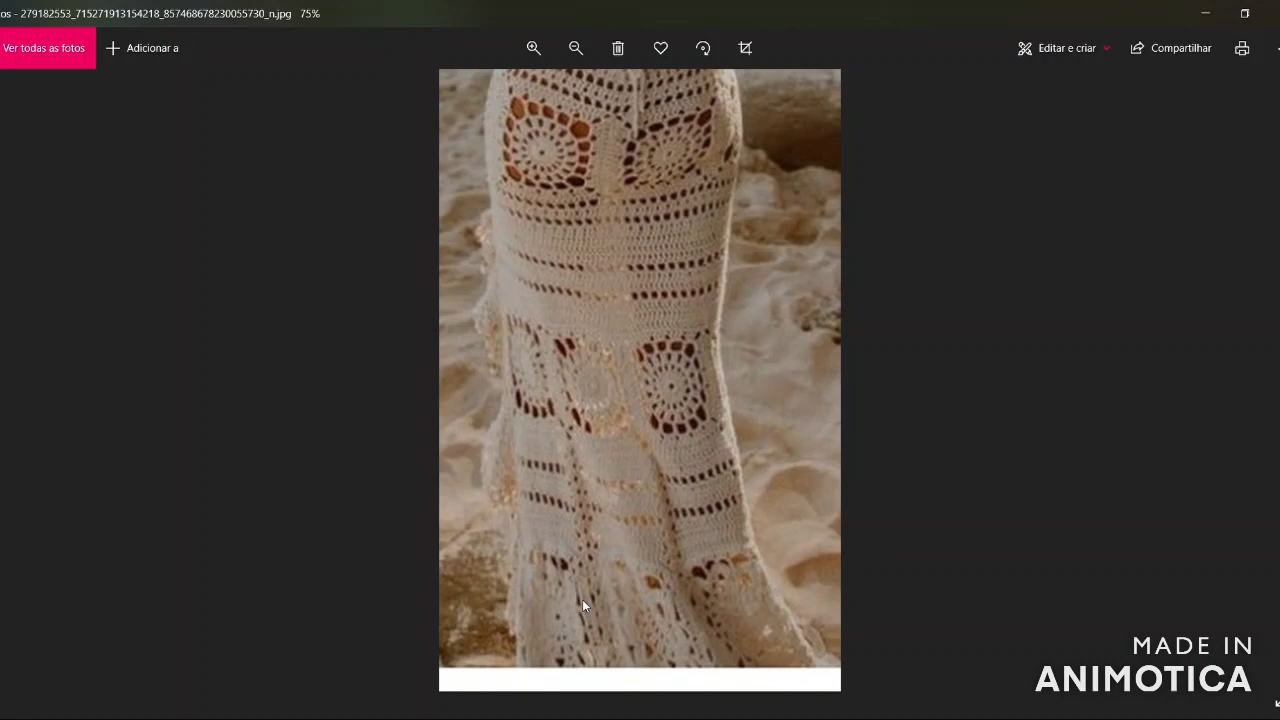 os - 279182553_715271913154218_857468678230055730_n.jpg 75%
Ver todas as fotos
Adicionar a
Editar e criar
Compartilhar
MADE IN
ANIMOTICA